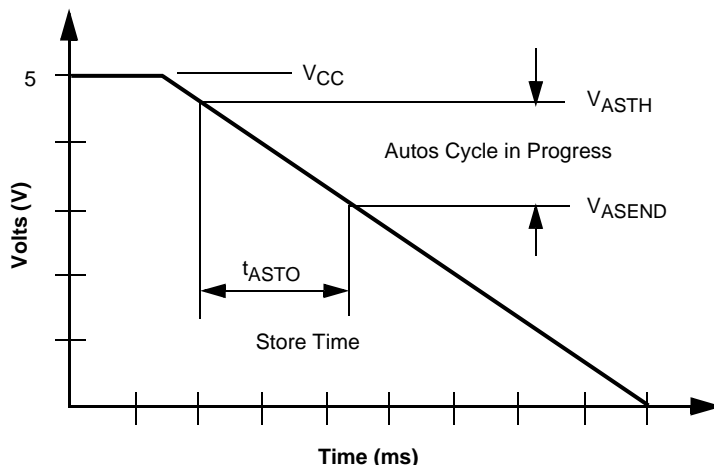 5
VCC
VASTH
Autos Cycle in Progress
VASEND
Volts (V)
tASTO
Store Time
Time (ms)